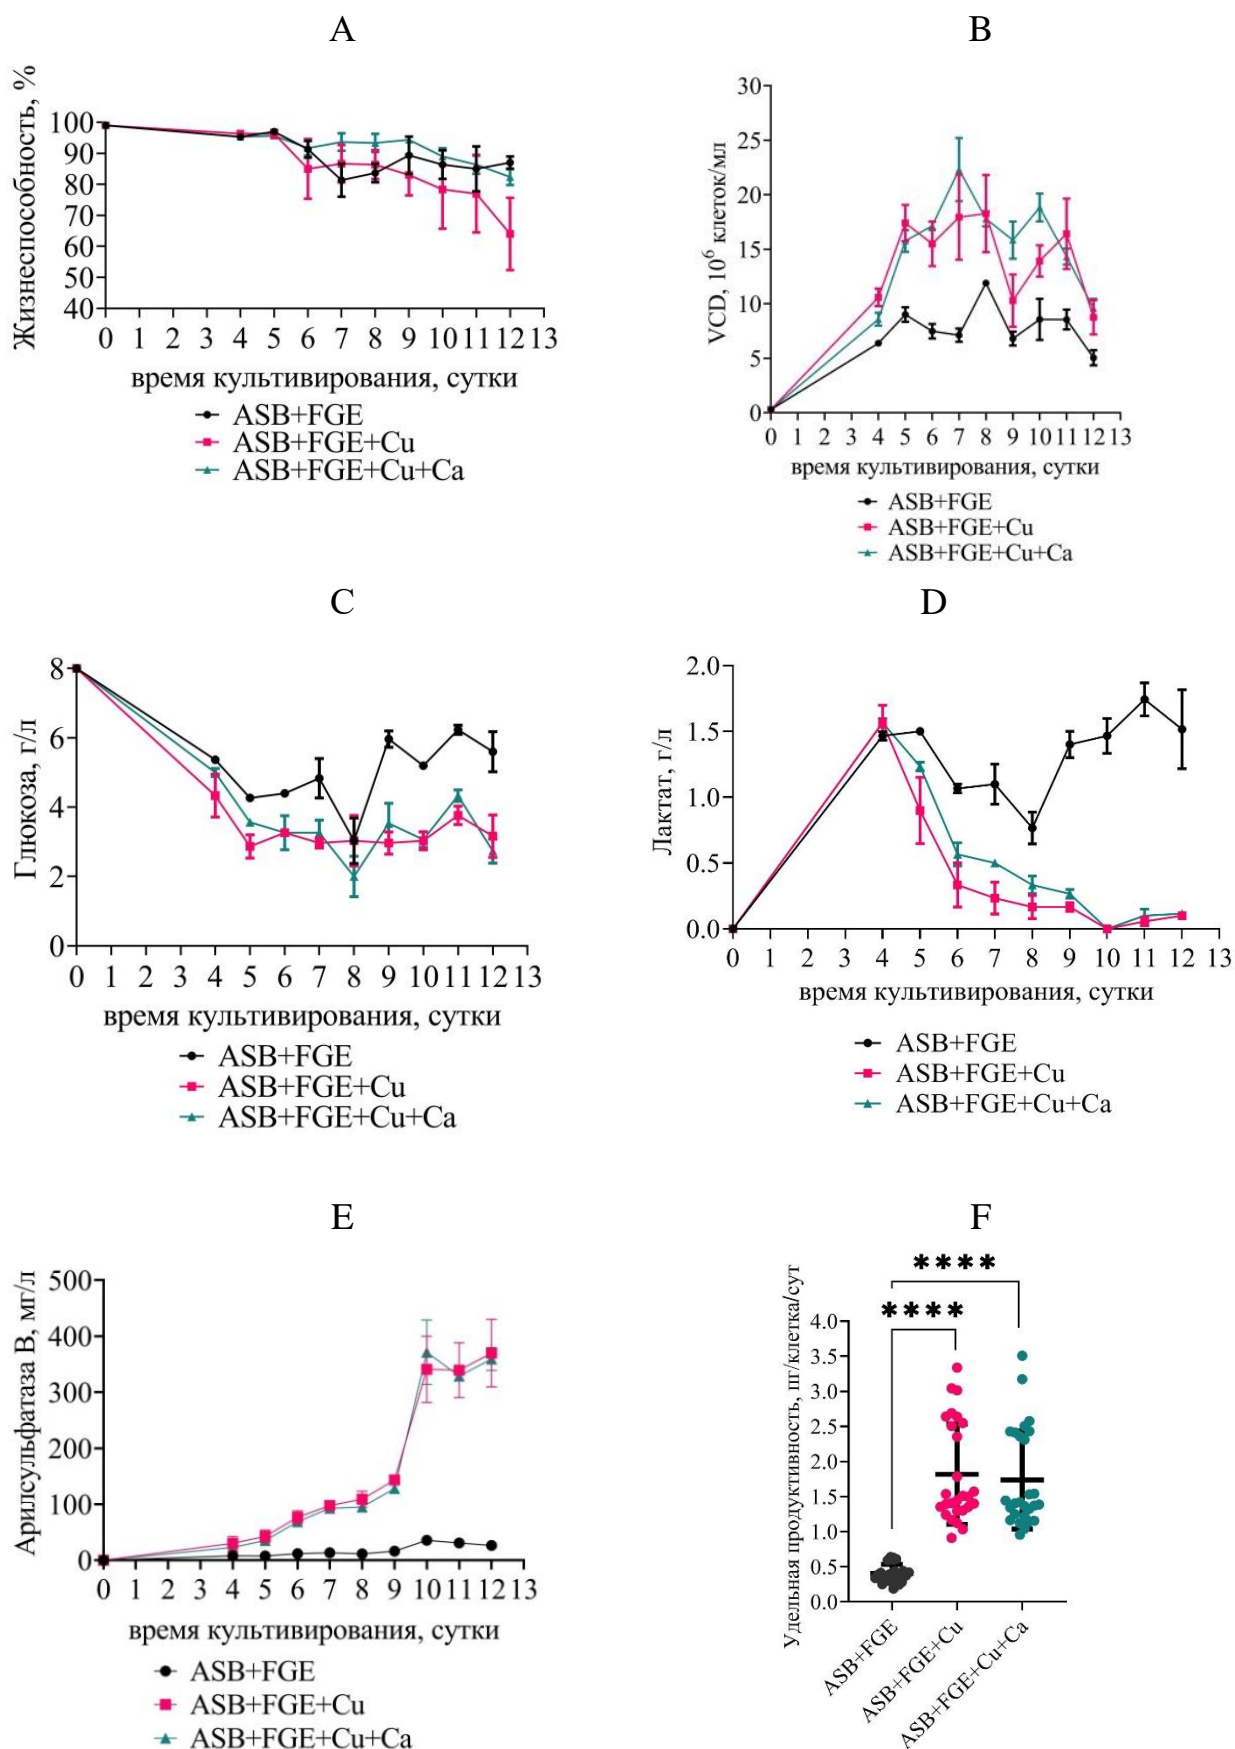 A
Жизнеспособность, %
100
90
80
70
60
50
40
0 1 2 3 4 5 6 7 8 9 10 11 12 13
время культивирования, сутки
ASB+FGE
ASB+FGE+Cu
ASB+FGE+Cu+Ca
B
VCD, 10⁶ клеток/мл
30
25
20
15
10
5
0
0 1 2 3 4 5 6 7 8 9 10 11 12 13
время культивирования, сутки
ASB+FGE
ASB+FGE+Cu
ASB+FGE+Cu+Ca
C
Глюкоза, г/л
8
6
4
2
0
0 1 2 3 4 5 6 7 8 9 10 11 12 13
время культивирования, сутки
ASB+FGE
ASB+FGE+Cu
ASB+FGE+Cu+Ca
D
Лактат, г/л
2.0
1.5
1.0
0.5
0.0
0 1 2 3 4 5 6 7 8 9 10 11 12 13
время культивирования, сутки
ASB+FGE
ASB+FGE+Cu
ASB+FGE+Cu+Ca
E
Арилсульфатаза В, мг/л
500
400
300
200
100
0
0 1 2 3 4 5 6 7 8 9 10 11 12 13
время культивирования, сутки
ASB+FGE
ASB+FGE+Cu
ASB+FGE+Cu+Ca
F
Удельная продуктивность, пг/клетка/сут
****
****
4.0
3.5
3.0
2.5
2.0
1.5
1.0
0.5
0.0
ASB+FGE
ASB+FGE+Cu
ASB+FGE+Cu+Ca